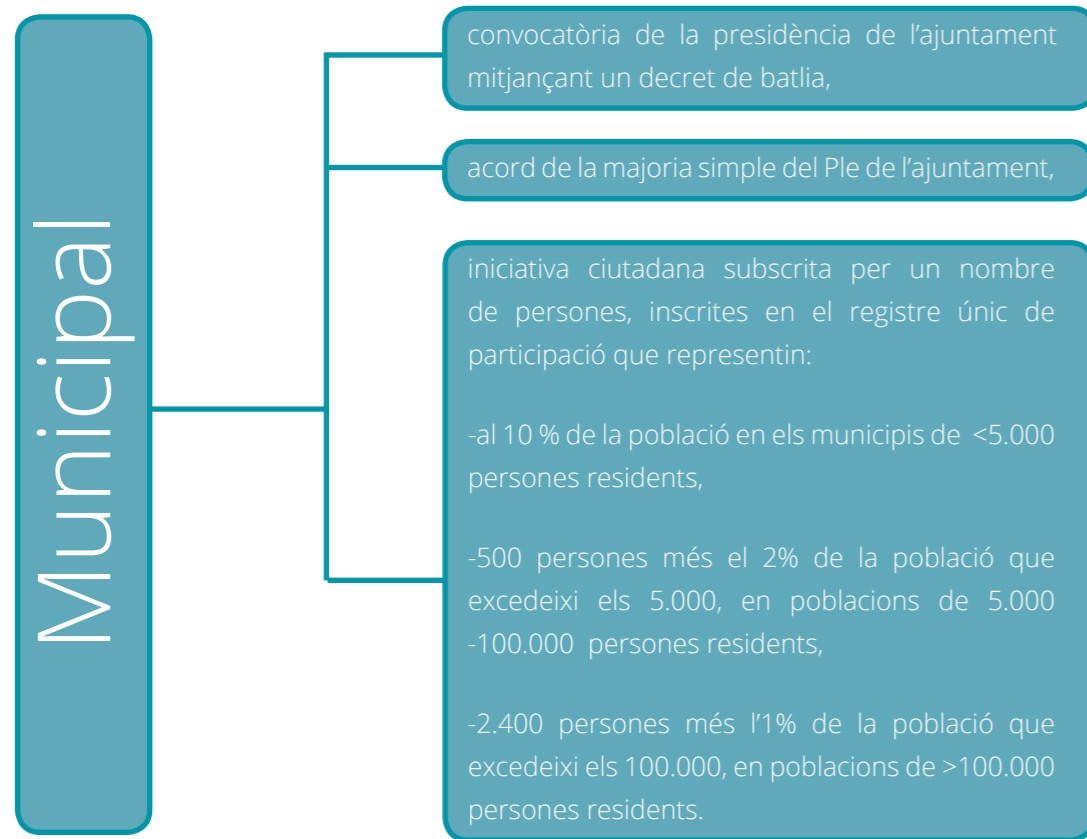 Municipal
convocatòria de la presidència de l’ajuntament
mitjançant un decret de batlia,
acord de la majoria simple del Ple de l’ajuntament,
iniciativa ciutadana subscrita per un nombre
de persones, inscrites en el registre únic de
participació que representin:
-al 10 % de la població en els municipis de <5.000
persones residents,
-500 persones més el 2% de la població que
excedeixi els 5.000, en poblacions de 5.000
-100.000 persones residents,
-2.400 persones més l’1% de la població que
excedeixi els 100.000, en poblacions de >100.000
persones residents.